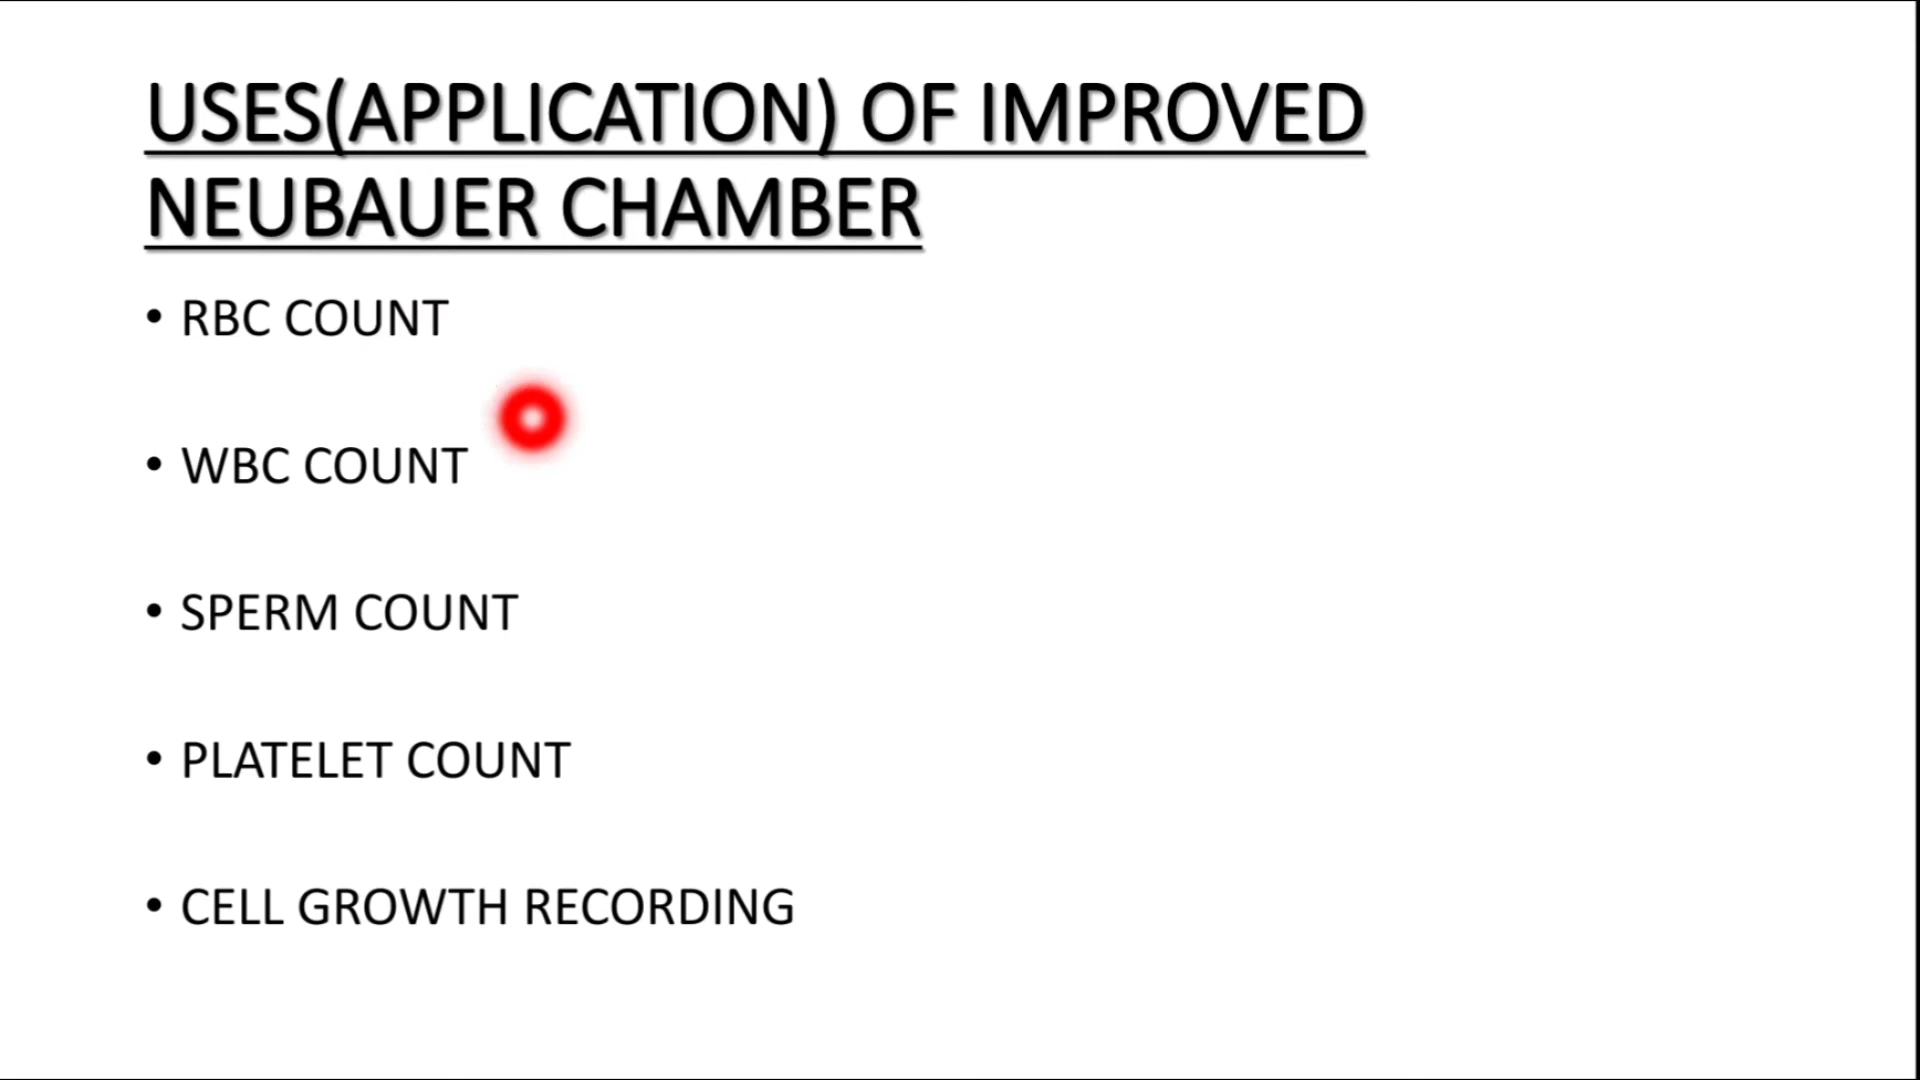 USES(APPLICATION) OF IMPROVED
NEUBAUER CHAMBER
• RBC COUNT
• WBC COUNT
• SPERM COUNT
• PLATELET COUNT
• CELL GROWTH RECORDING